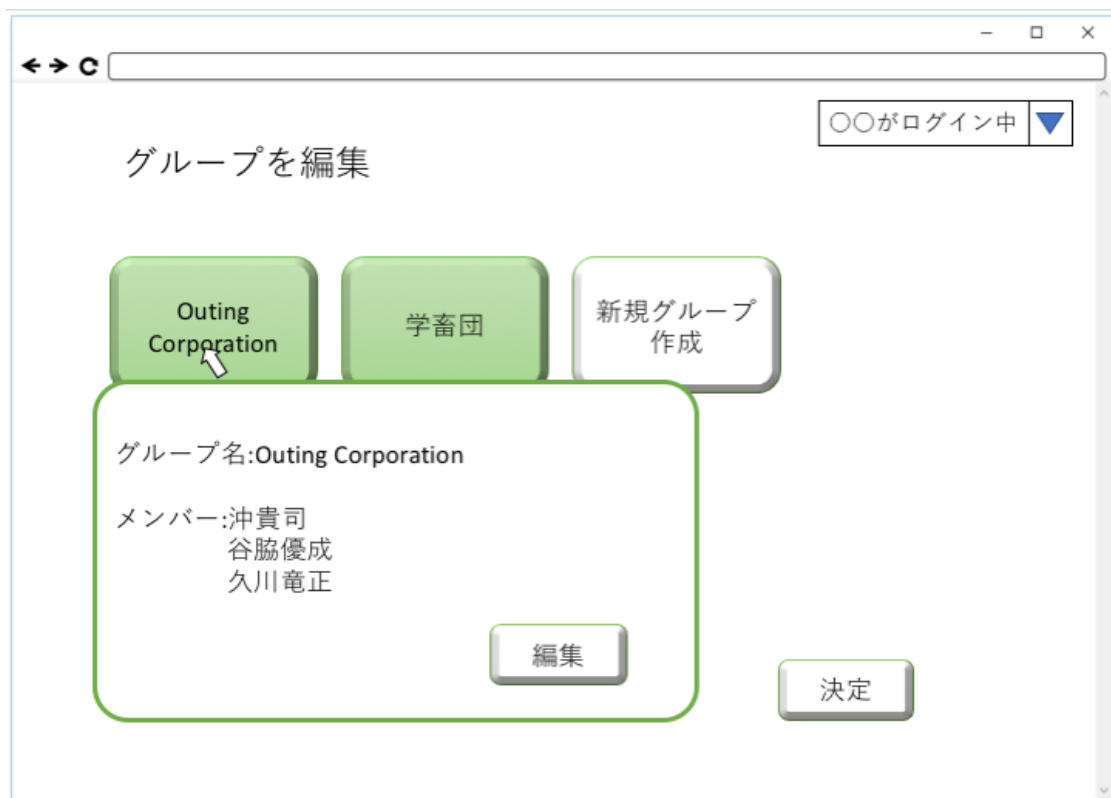 〇〇がログイン中
グループを編集
Outing
Corporation
学畜団
新規グループ
作成
グループ名:Outing Corporation
メンバー:沖貴司
谷脇優成
久川竜正
編集
決定